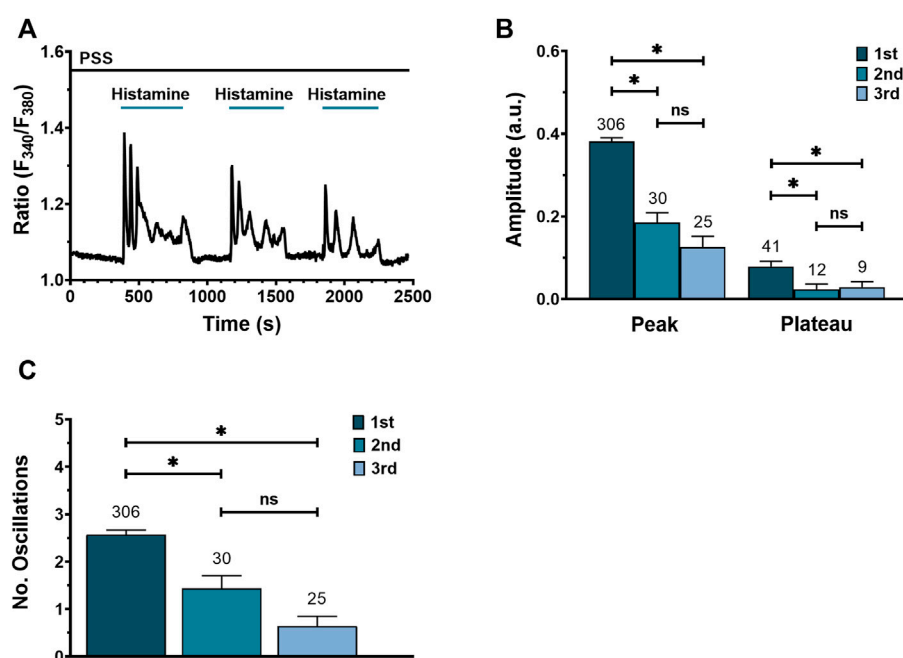 A
1.6
PSS
Histamine Histamine Histamine
1.4
1.2
1.0
Ratio (F340/F380)
0 500 1000 1500 2000 2500
Time (s)
B
0.6
0.4
0.2
0.0
Amplitude (a.u.)
1st
2nd
3rd
*
*
ns
306
30
25
*
*
ns
41
12
9
Peak Plateau
C
5
4
3
2
1
0
No. Oscillations
1st
2nd
3rd
*
*
ns
306
30
25